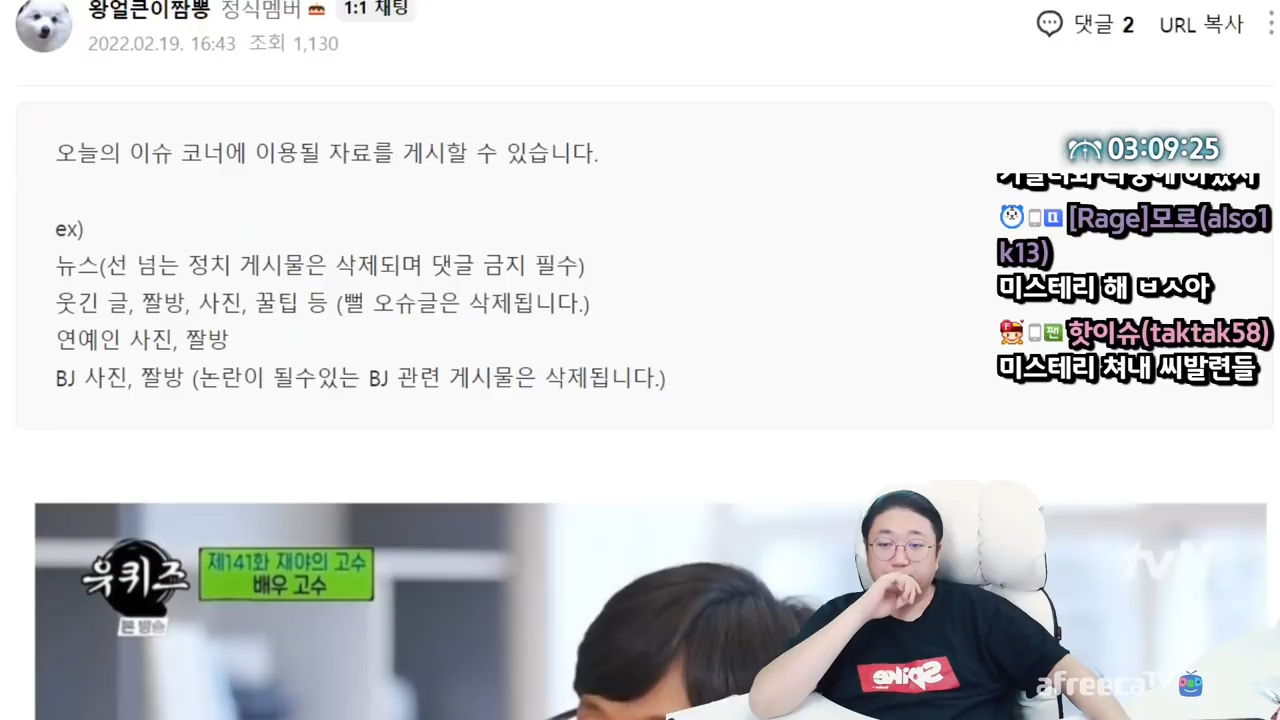 왕얼큰이짬뽕 정식멤버 1:1 채팅
2022.02.19. 16:43 조회 1,130
댓글 2 URL 복사
오늘의 이슈 코너에 이용될 자료를 게시할 수 있습니다.
ex)
뉴스(선 넘는 정치 게시물은 삭제되며 댓글 금지 필수)
웃긴 글, 짤방, 사진, 꿀팁 등 (뻘 오슈글은 삭제됩니다.)
연예인 사진, 짤방
BJ 사진, 짤방 (논란이 될수있는 BJ 관련 게시물은 삭제됩니다.)
03:09:25
[Rage]모로(also1
k13)
미스테리 해 ㅂㅅ아
팬 핫이슈(taktak58)
미스테리 쳐내 씨발련들
유퀴즈
본 방송
제141화 재야의 고수
배우 고수
tvN
Spike
afreecaTV